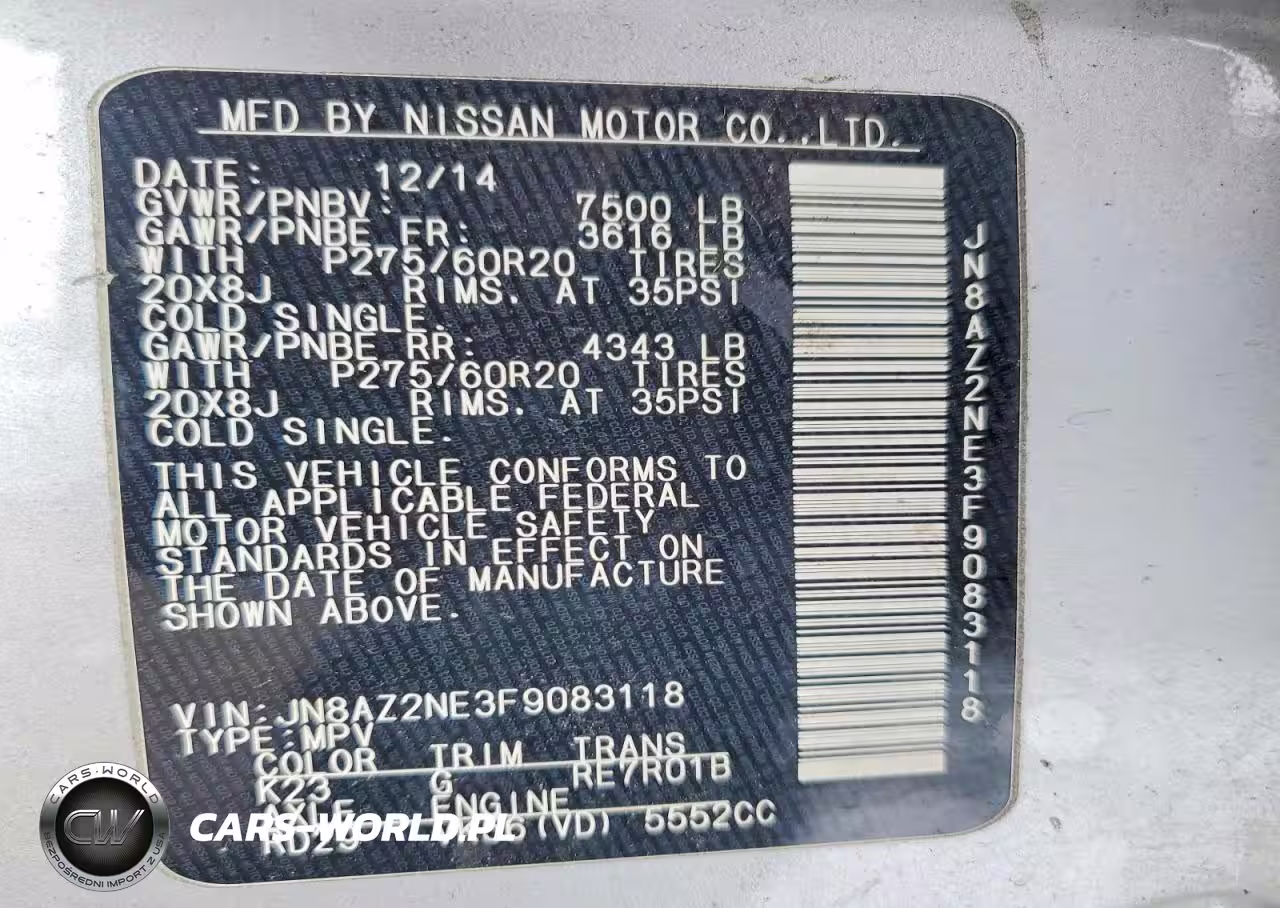 MFD BY NISSAN MOTOR CO.,LTD.
DATE: 12/14
GVWR/PNBV: 7500 LB
GAWR/PNBE FR: 3616 LB
WITH P275/60R20 TIRES
20X8J RIMS. AT 35PSI
COLD SINGLE.
GAWR/PNBE RR: 4343 LB
WITH P275/60R20 TIRES
20X8J RIMS. AT 35PSI
COLD SINGLE.
THIS VEHICLE CONFORMS TO
ALL APPLICABLE FEDERAL
MOTOR VEHICLE SAFETY
STANDARDS IN EFFECT ON
THE DATE OF MANUFACTURE
SHOWN ABOVE.
VIN:JN8AZ2NE3F9083118
TYPE:MPV
COLOR TRIM TRANS
K23 G RE7R01B
AXLE ENGINE
RD29 (VD) 5552CC
JN8AZ2NE3F9083118
CARS-WORLD
CW
BEZPOŚREDNI IMPORT Z USA
CARS-WORLD.PL